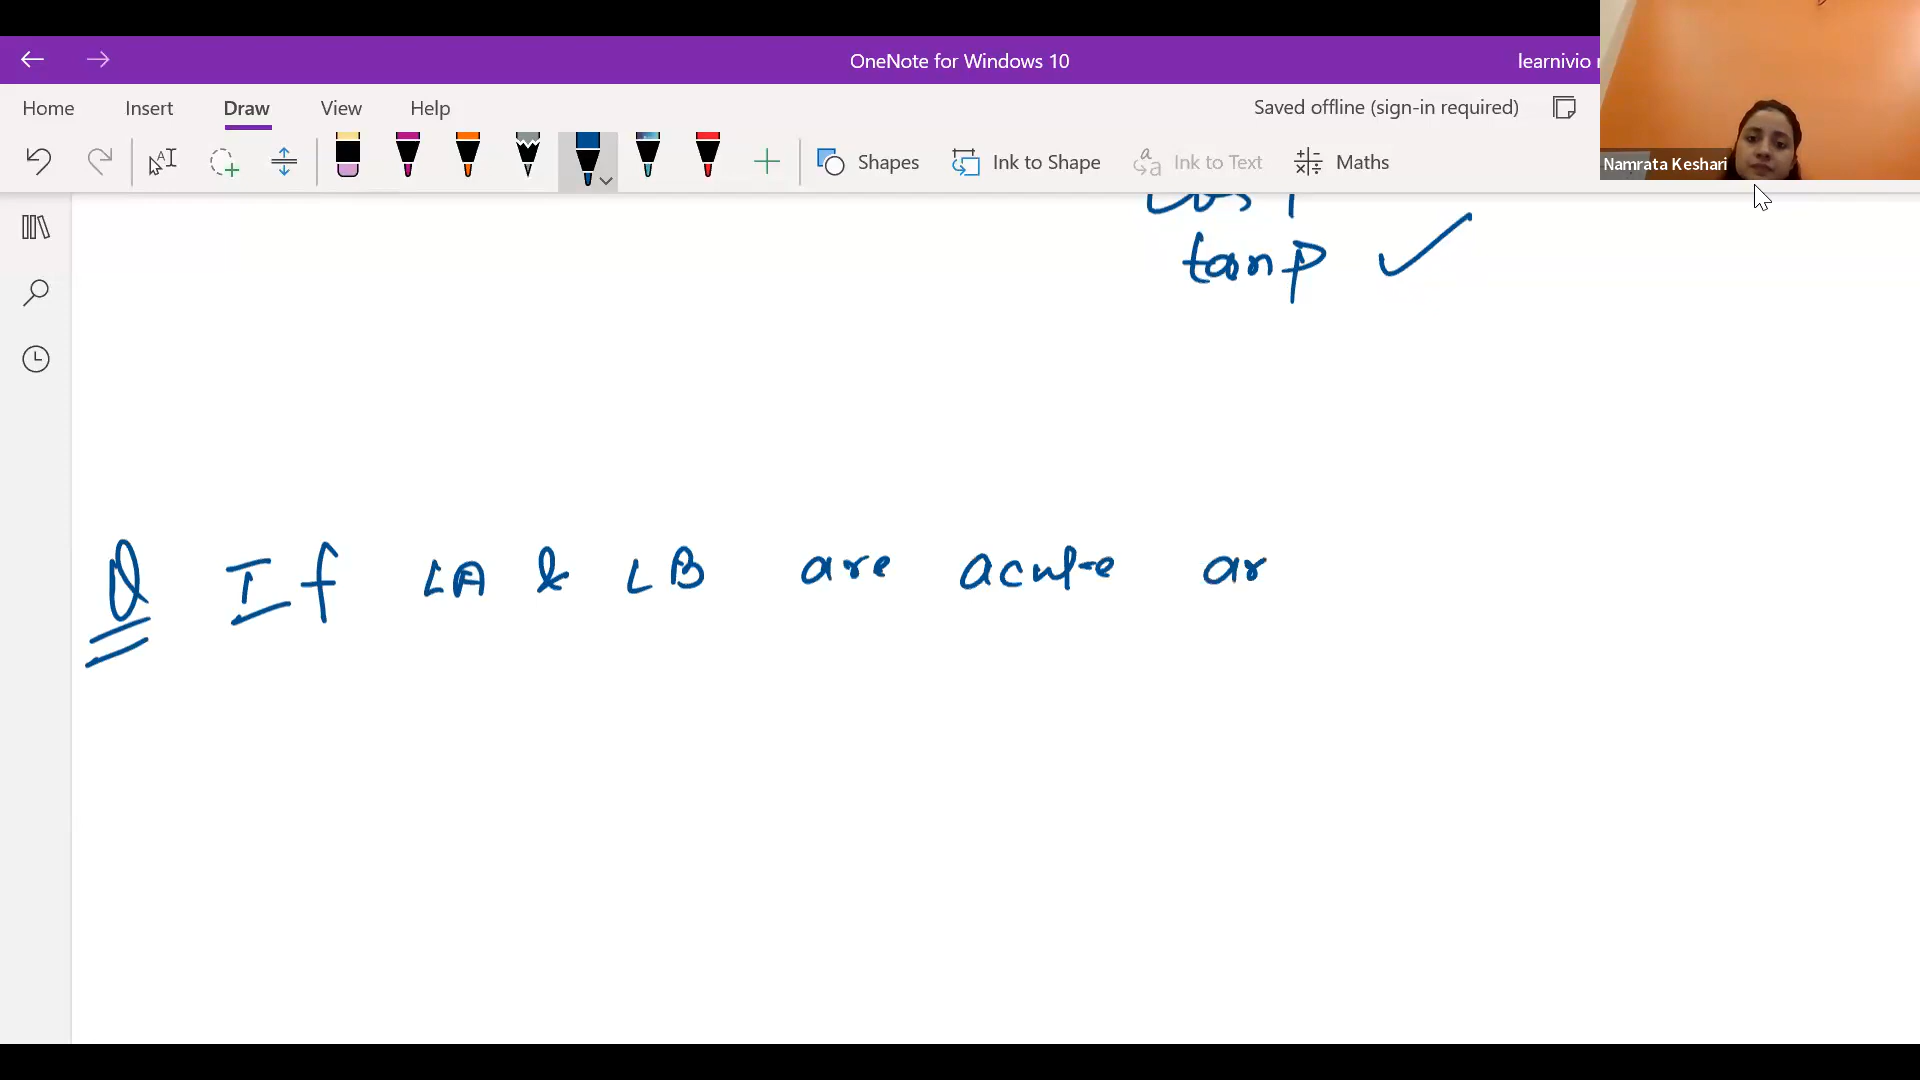 OneNote for Windows 10
learnivio
Home Insert Draw View Help
Saved offline (sign-in required)
Shapes Ink to Shape Ink to Text Maths
Namrata Keshari
tan P ✓
Q If ∠A & ∠B are acute ar